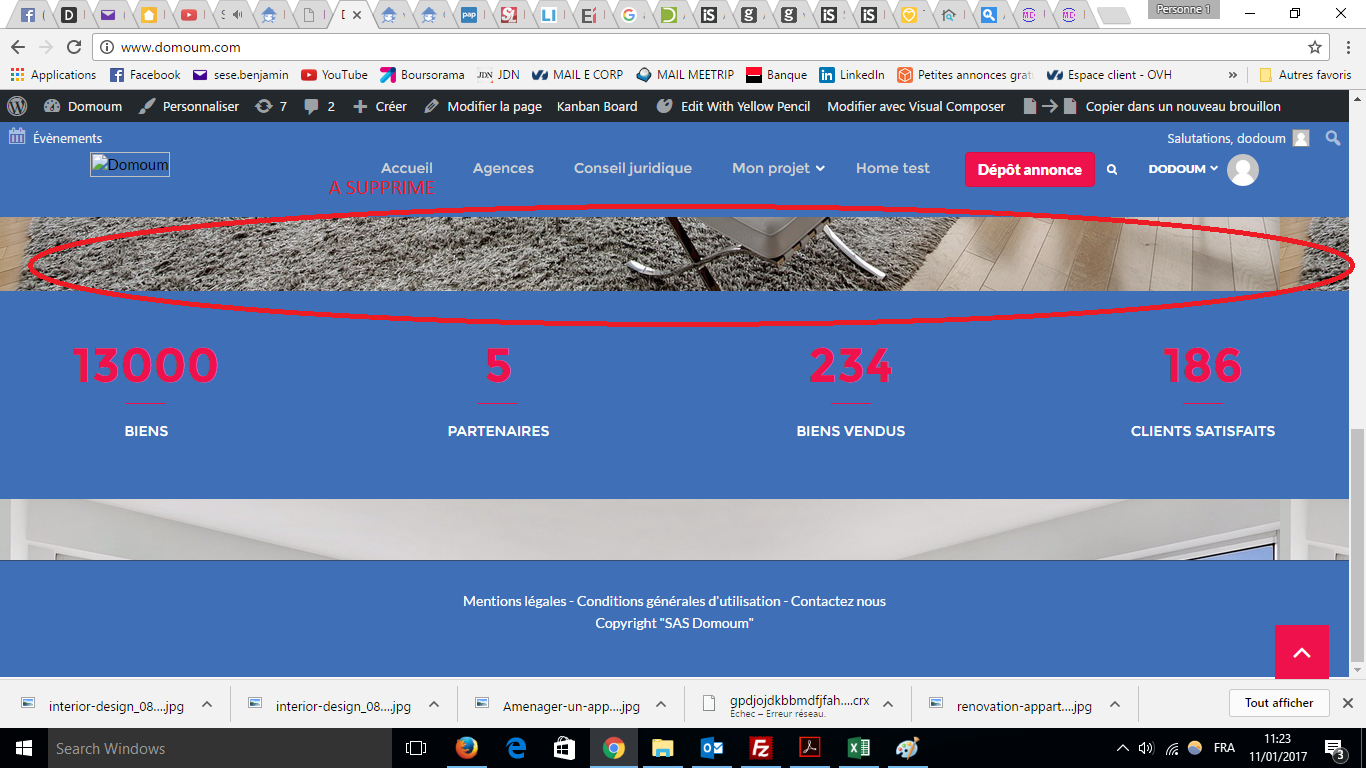 Personne 1
www.domoum.com
Applications Facebook sese.benjamin YouTube Boursorama JDN JDN MAIL E CORP MAIL MEETRIP Banque LinkedIn Petites annonces grat Espace client - OVH » Autres favoris
Domoum Personnaliser 7 2 Créer Modifier la page Kanban Board Edit With Yellow Pencil Modifier avec Visual Composer Copier dans un nouveau brouillon
Évènements Salutations, dodoum
Domoum Accueil Agences Conseil juridique Mon projet Home test Dépôt annonce DODOUM
A SUPPRIME
13000 5 234 186
BIENS PARTENAIRES BIENS VENDUS CLIENTS SATISFAITS
Mentions légales - Conditions générales d'utilisation - Contactez nous
Copyright "SAS Domoum"
interior-design_08....jpg interior-design_08....jpg Amenager-un-app....jpg gpdjojdkbbmdfjfah....crx renovation-appart....jpg Tout afficher
Échec – Erreur réseau.
Search Windows FRA 11:23
11/01/2017 3